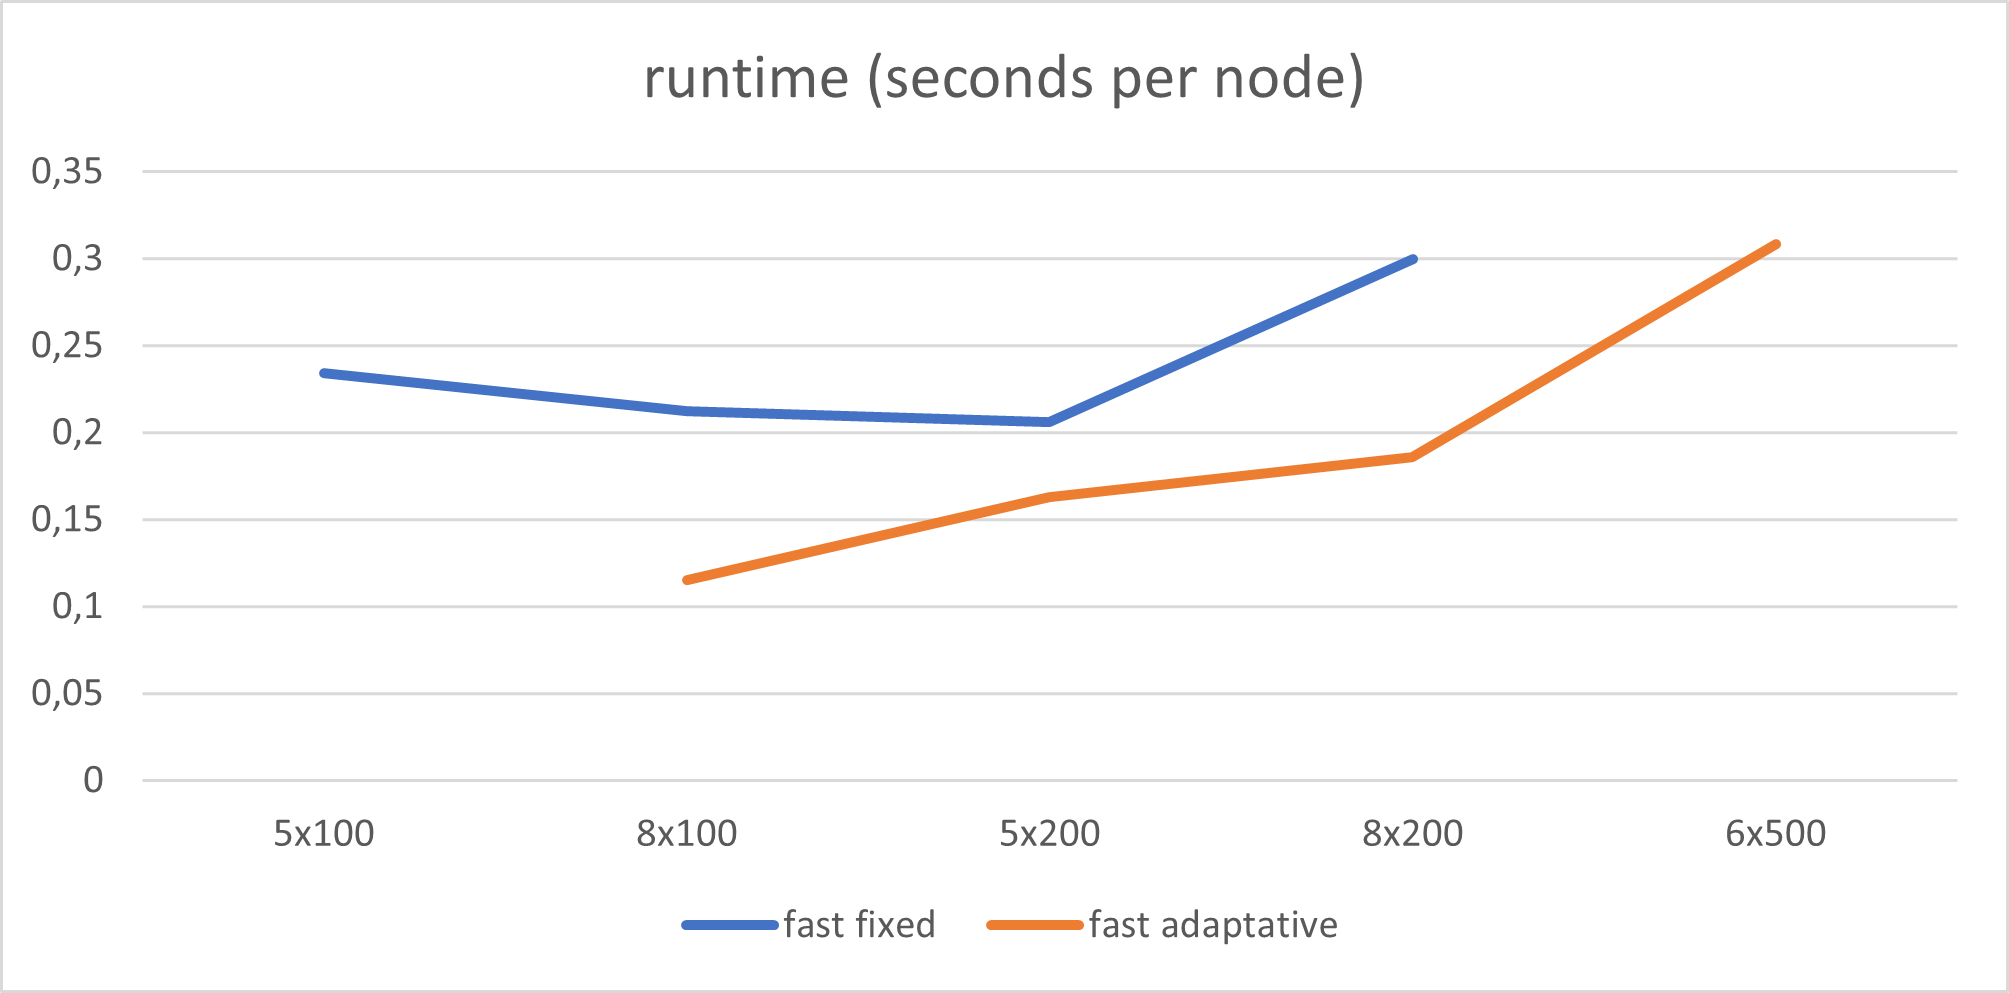 runtime (seconds per node)
0,35
0,3
0,25
0,2
0,15
0,1
0,05
0
5x100 8x100 5x200 8x200 6x500
fast fixed fast adaptative